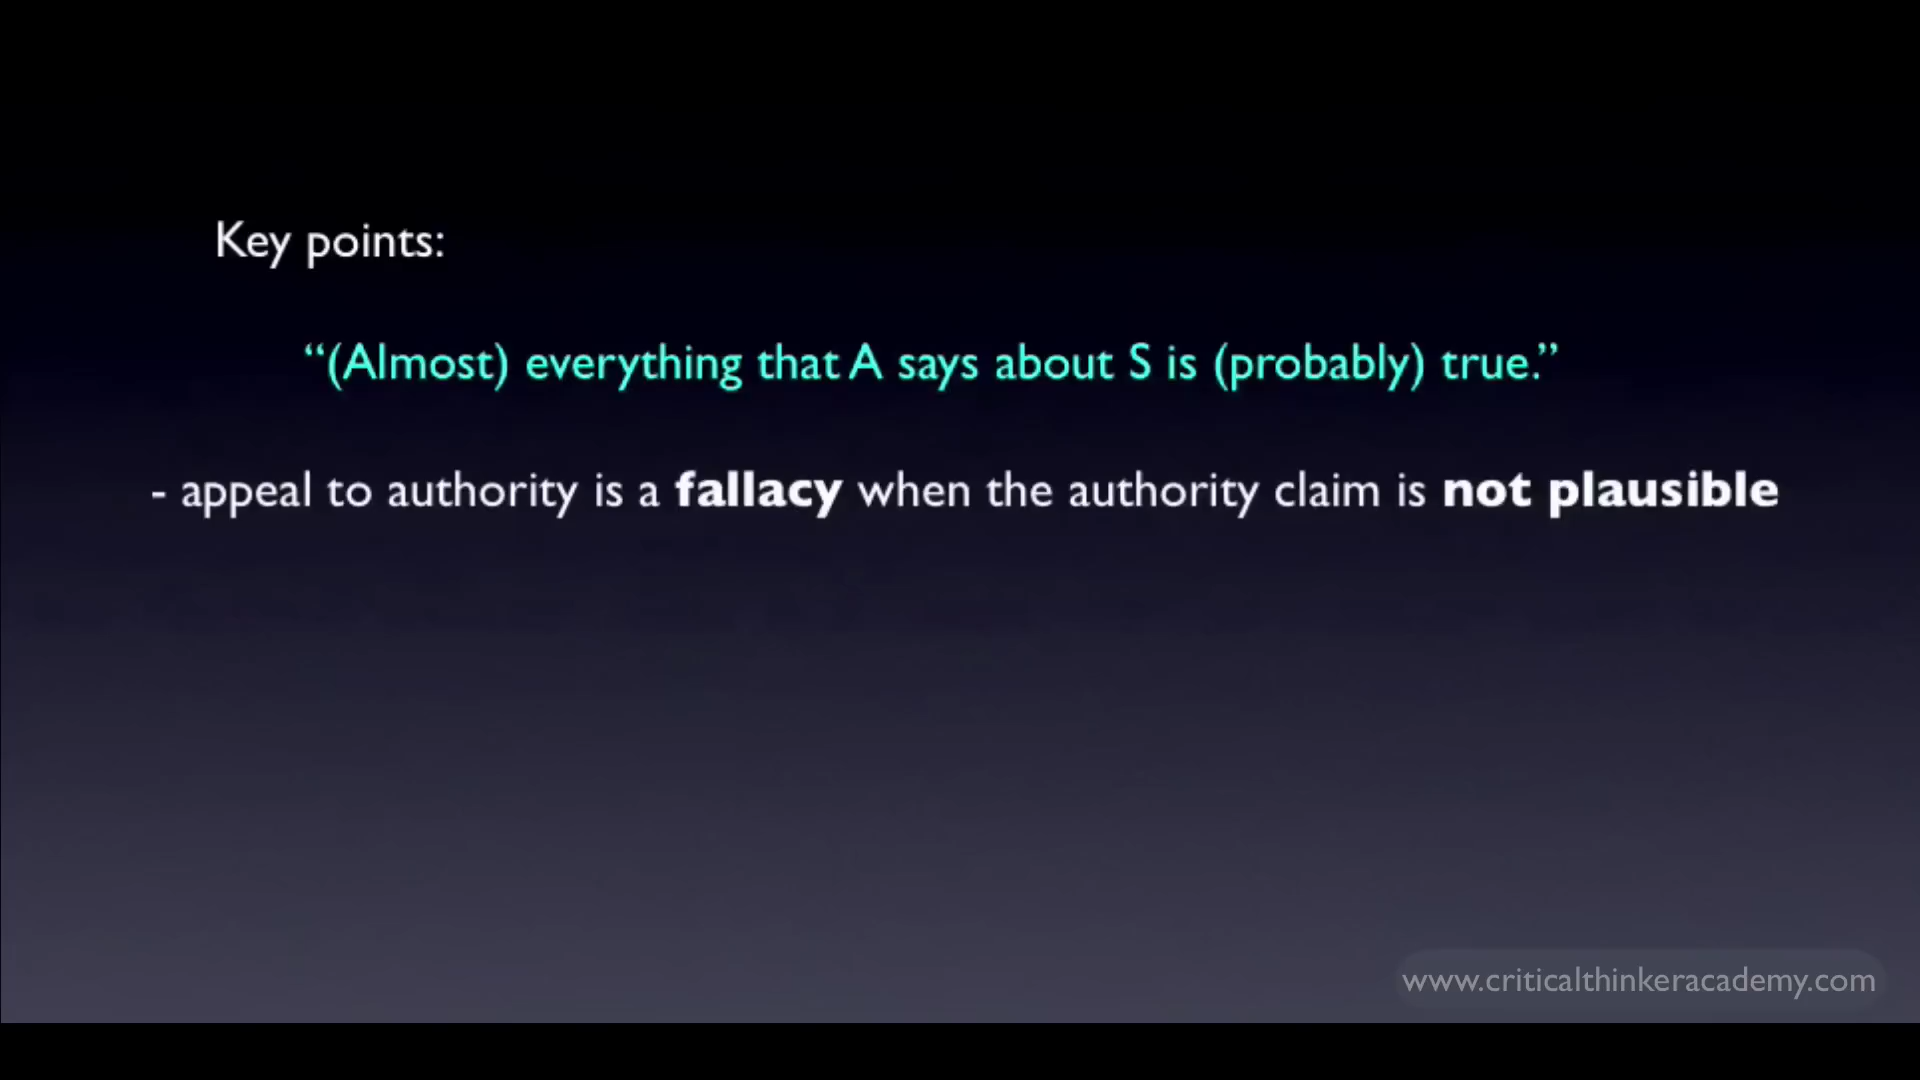 Key points:
“(Almost) everything that A says about S is (probably) true.”
- appeal to authority is a fallacy when the authority claim is not plausible
www.criticalthinkeracademy.com